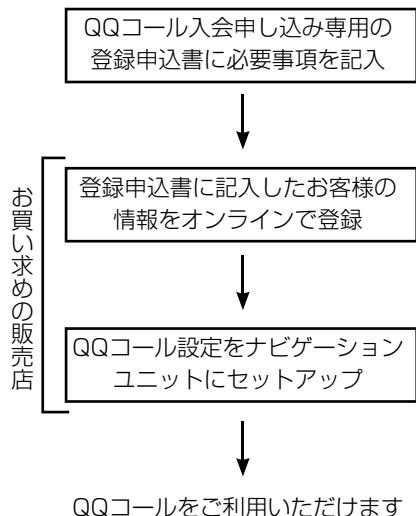 QQコール入会申し込み専用の
登録申込書に必要事項を記入
お買い求めの販売店
登録申込書に記入したお客様の
情報をオンラインで登録
QQコール設定をナビゲーション
ユニットにセットアップ
QQコールをご利用いただけます